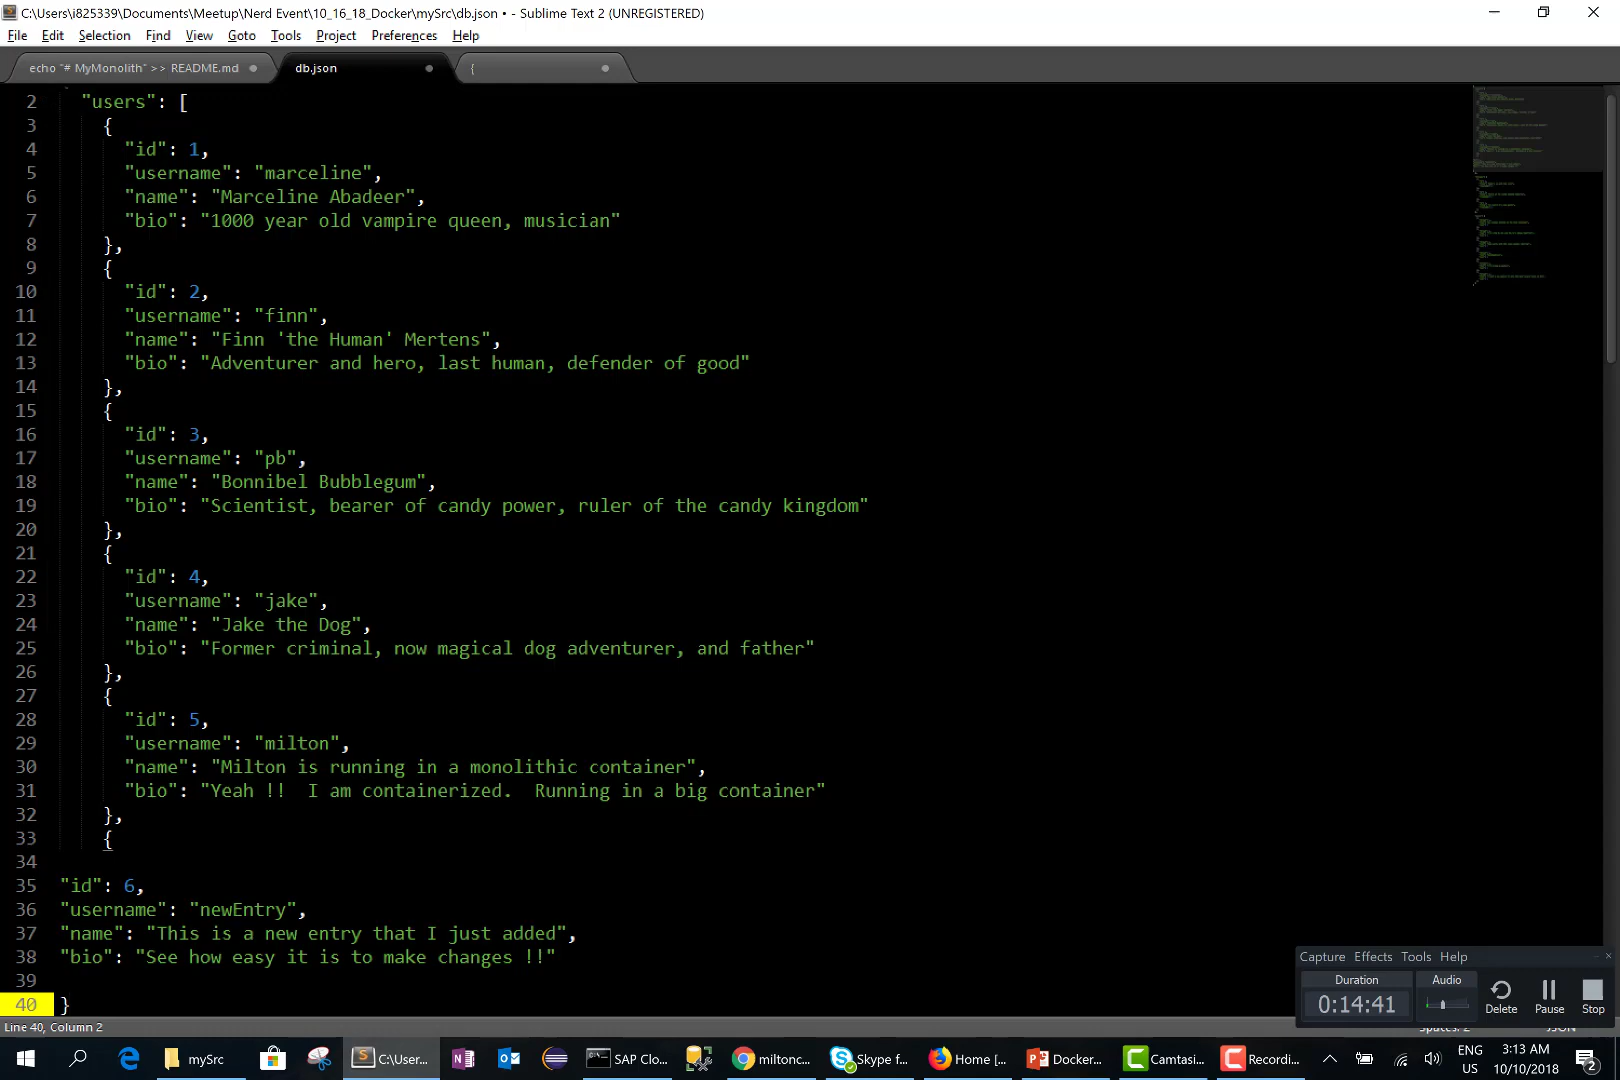 C:\Users\i825339\Documents\Meetup\Nerd Event\10_16_18_Docker\mySrc\db.json • - Sublime Text 2 (UNREGISTERED)
File Edit Selection Find View Goto Tools Project Preferences Help
echo "# MyMonolith" >> README.md
db.json
{
2 "users": [
3 {
4 "id": 1,
5 "username": "marceline",
6 "name": "Marceline Abadeer",
7 "bio": "1000 year old vampire queen, musician"
8 },
9 {
10 "id": 2,
11 "username": "finn",
12 "name": "Finn 'the Human' Mertens",
13 "bio": "Adventurer and hero, last human, defender of good"
14 },
15 {
16 "id": 3,
17 "username": "pb",
18 "name": "Bonnibel Bubblegum",
19 "bio": "Scientist, bearer of candy power, ruler of the candy kingdom"
20 },
21 {
22 "id": 4,
23 "username": "jake",
24 "name": "Jake the Dog",
25 "bio": "Former criminal, now magical dog adventurer, and father"
26 },
27 {
28 "id": 5,
29 "username": "milton",
30 "name": "Milton is running in a monolithic container",
31 "bio": "Yeah !!  I am containerized.  Running in a big container"
32 },
33 {
34
35 "id": 6,
36 "username": "newEntry",
37 "name": "This is a new entry that I just added",
38 "bio": "See how easy it is to make changes !!"
39
40 }
Capture Effects Tools Help
Duration
0:14:41
Audio
Delete Pause Stop
Line 40, Column 2
mySrc
C:\User...
SAP Clo...
miltonc...
Skype f...
Home [...
Docker...
Camtasi...
Recordi...
ENG
US
3:13 AM
10/10/2018
2